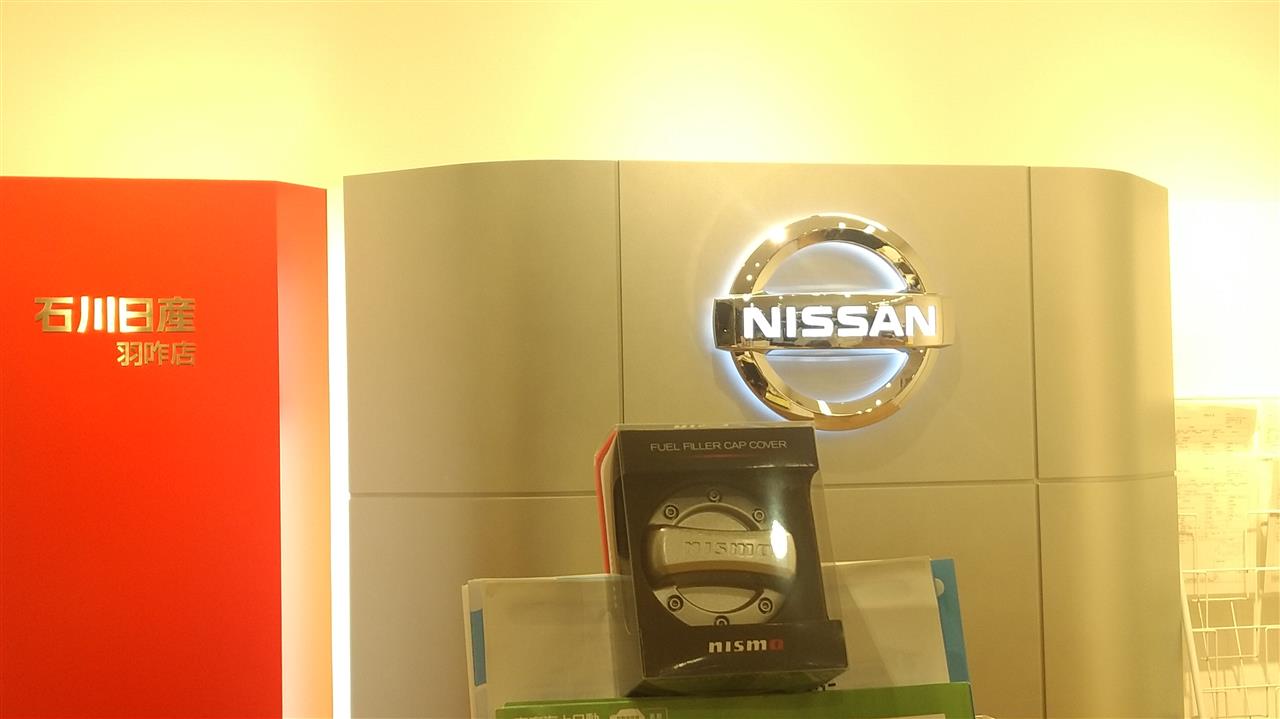 石川日産
羽咋店
NISSAN
FUEL FILLER CAP COVER
nismo
nismo